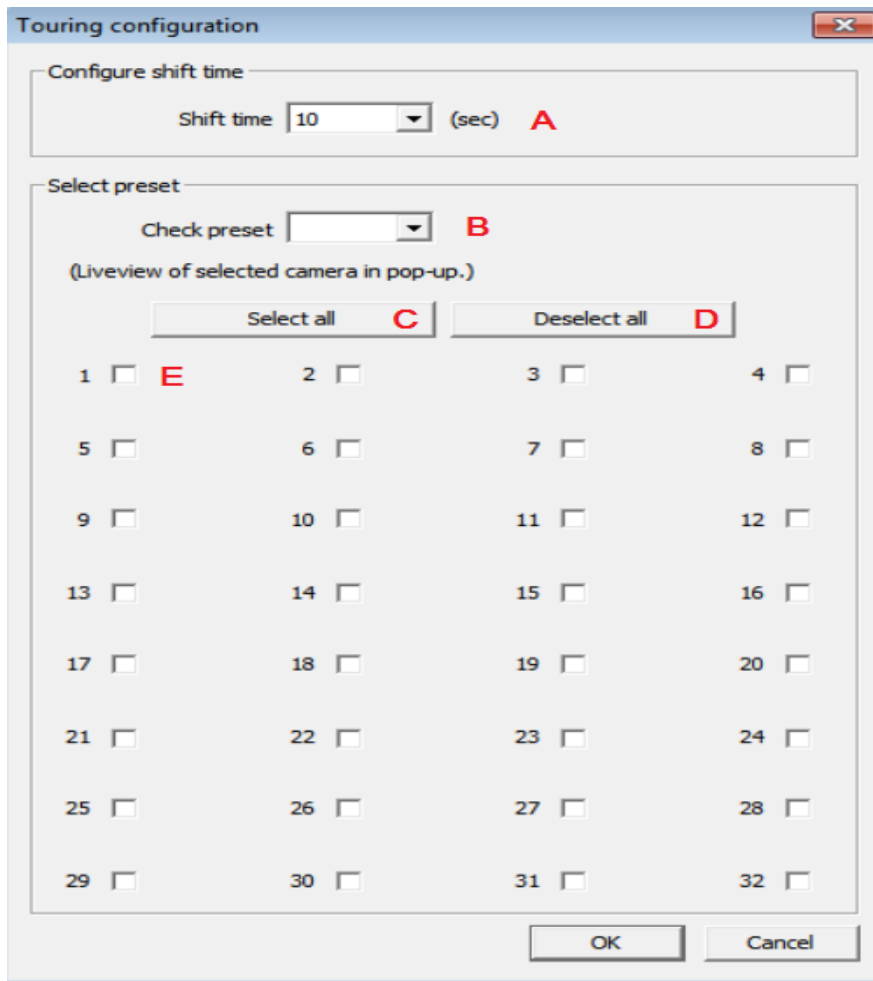 Touring configuration
Configure shift time
Shift time 10 (sec) A
Select preset
Check preset B
(Liveview of selected camera in pop-up.)
Select all C Deselect all D
1 E 2 3 4
5 6 7 8
9 10 11 12
13 14 15 16
17 18 19 20
21 22 23 24
25 26 27 28
29 30 31 32
OK Cancel